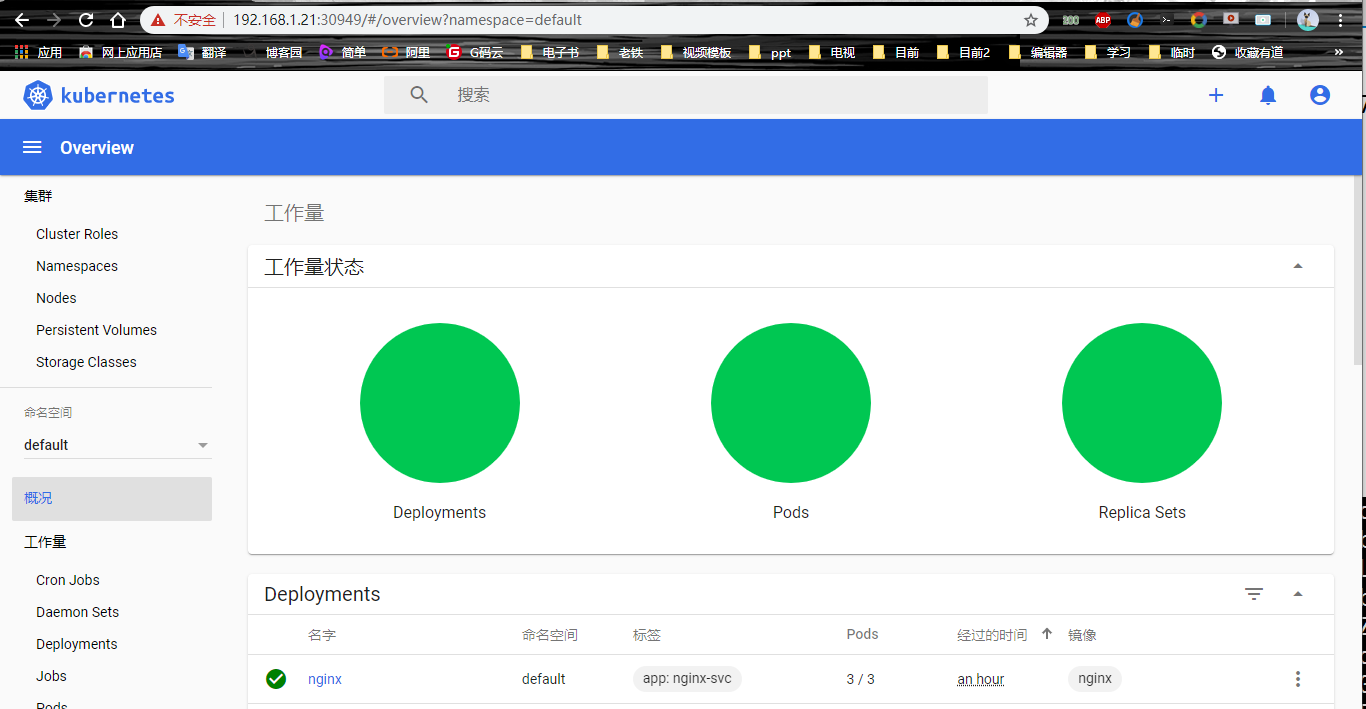 不安全 192.168.1.21:30949/#/overview?namespace=default
应用 网上应用店 翻译 博客园 简单 阿里 G码云 电子书 老铁 视频模板 ppt 电视 目前 目前2 编辑器 学习 临时 收藏有道 »
kubernetes 搜索
Overview
集群
Cluster Roles
Namespaces
Nodes
Persistent Volumes
Storage Classes
命名空间
default
概况
工作量
Cron Jobs
Daemon Sets
Deployments
Jobs
Pods
工作量
工作量状态
Deployments Pods Replica Sets
Deployments
名字 命名空间 标签 Pods 经过的时间 镜像
nginx default app: nginx-svc 3 / 3 an hour nginx